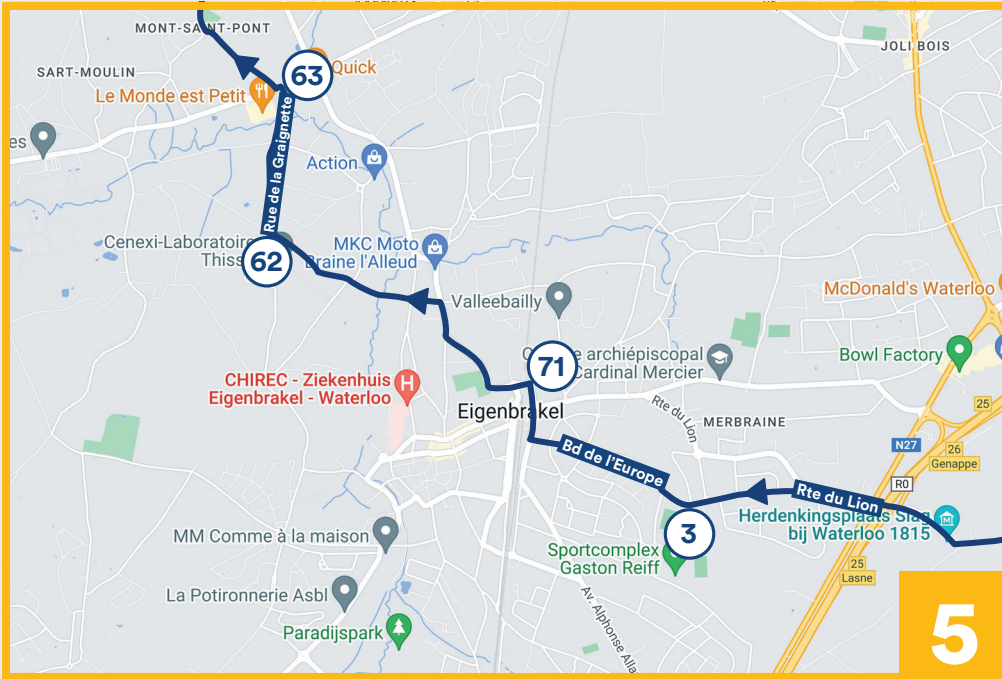 MONT-SAINT-PONT
JOLI BOIS
SART-MOULIN
63
Quick
Le Monde est Petit
es
Rue de la Graignette
Action
Cenexi-Laboratoire
Thiss
62
MKC Moto
Braine l'Alleud
Valleebailly
McDonald's Waterloo
71
archiépiscopal
Cardinal Mercier
Bowl Factory
CHIREC - Ziekenhuis
Eigenbrakel - Waterloo
H
Eigenbrakel
Rte du Lion
MERBRAINE
25
N27
26
Genappe
R0
Bd de l'Europe
Rte du Lion
3
Herdenkingsplaats Slag
bij Waterloo 1815
MM Comme à la maison
Sportcomplex
Gaston Reiff
25
Lasne
La Potironnerie Asbl
Av. Alphonse Alla
Paradijspark
5